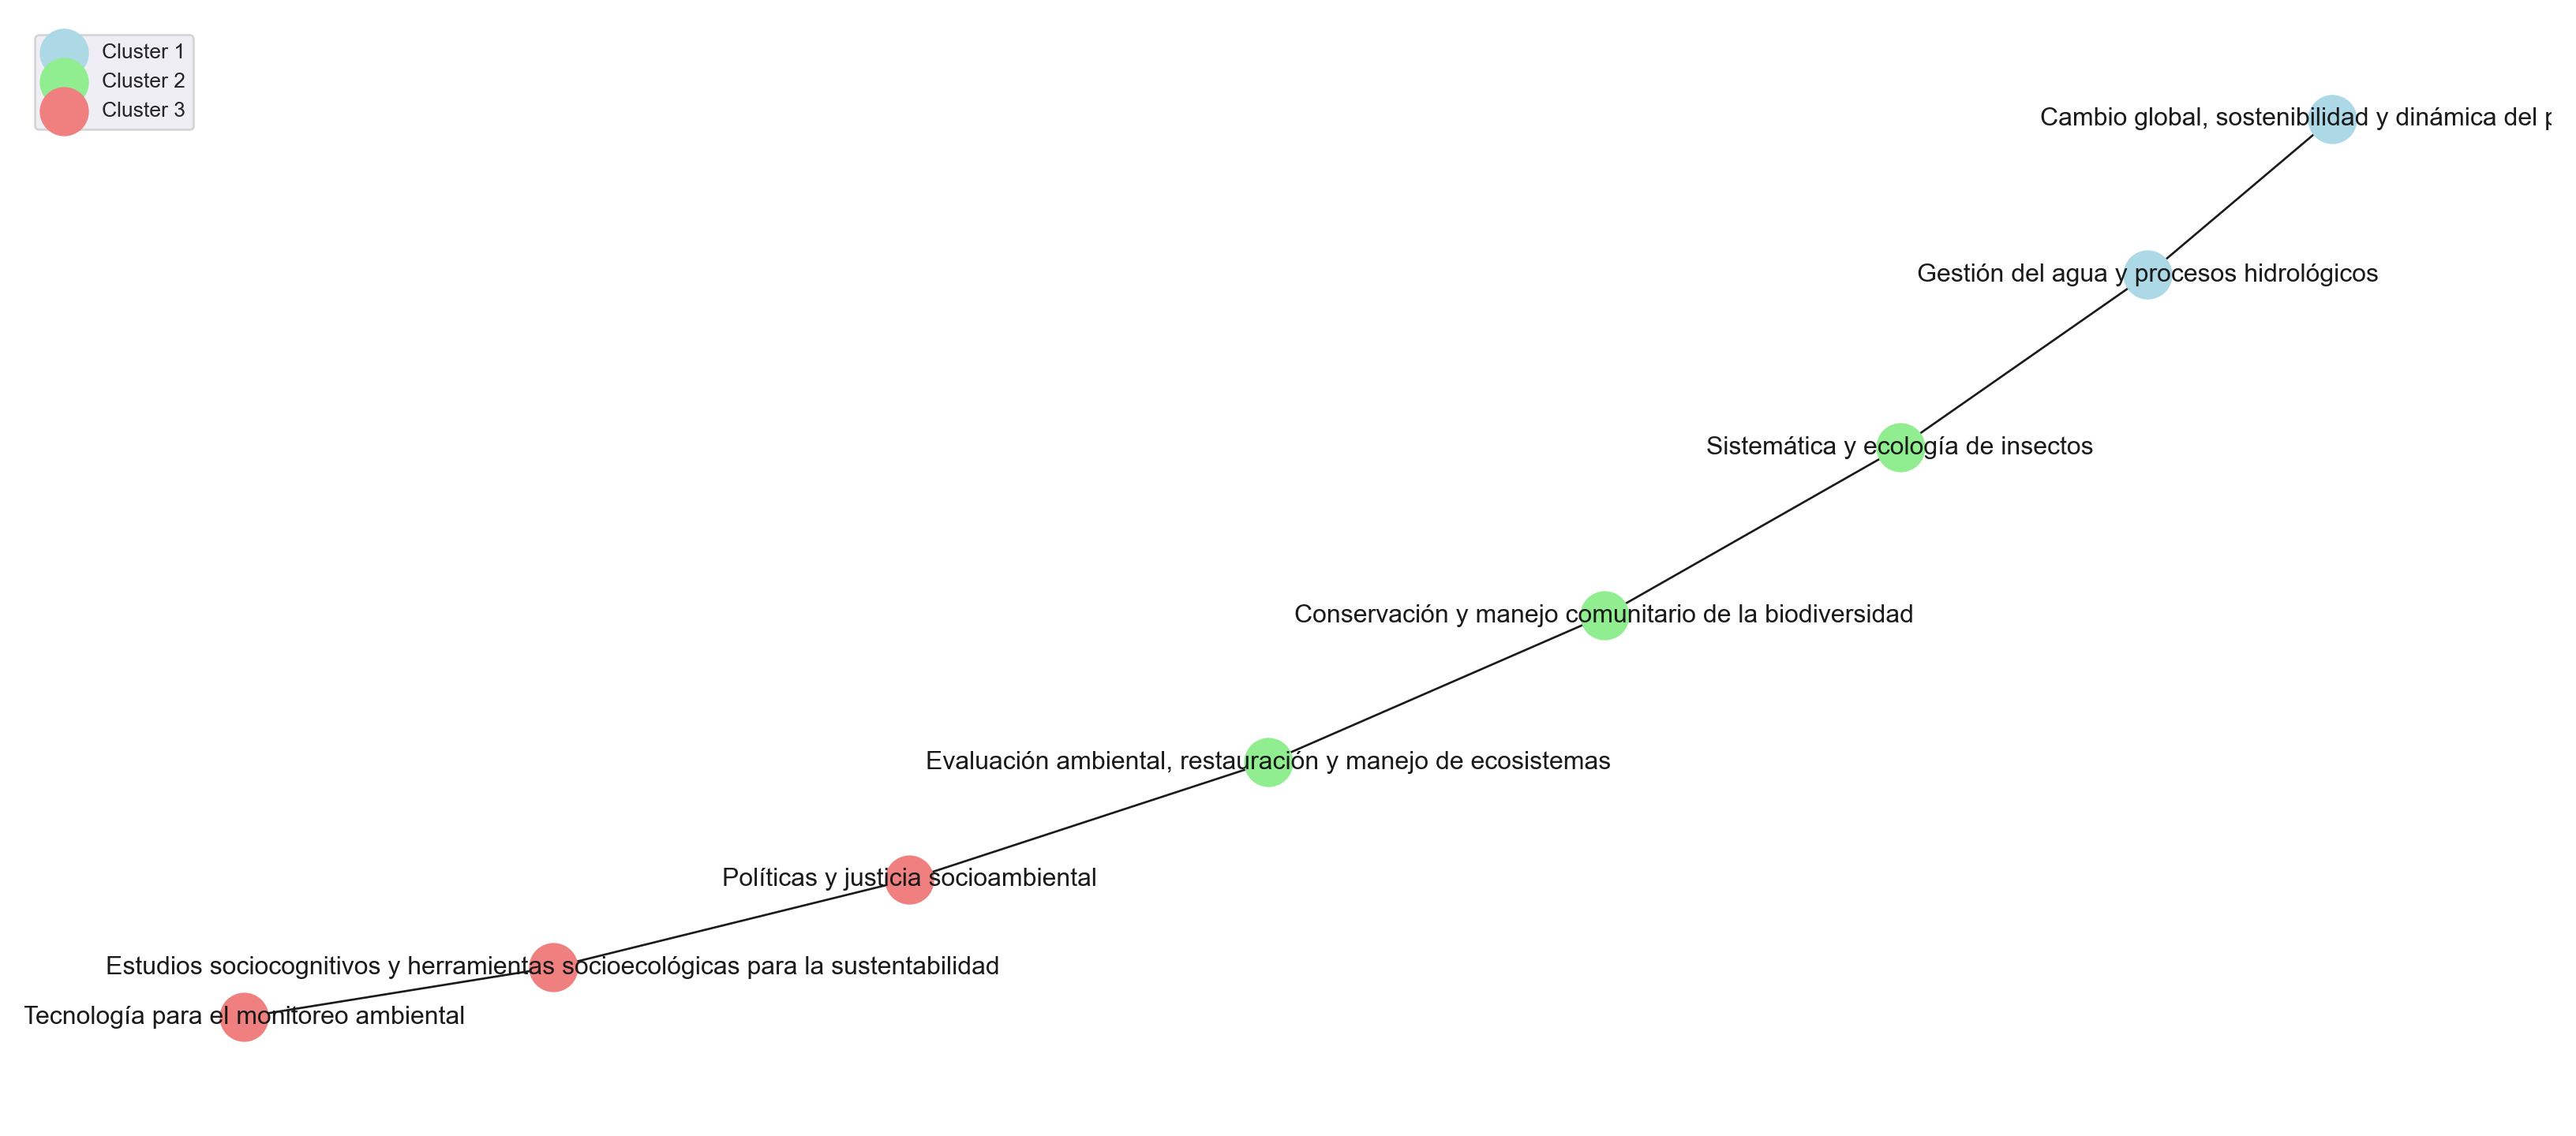 Cluster 1
Cluster 2
Cluster 3
Cambio global, sostenibilidad y dinámica del
Gestión del agua y procesos hidrológicos
Sistemática y ecología de insectos
Conservación y manejo comunitario de la biodiversidad
Evaluación ambiental, restauración y manejo de ecosistemas
Políticas y justicia socioambiental
Estudios sociocognitivos y herramientas socioecológicas para la sustentabilidad
Tecnología para el monitoreo ambiental